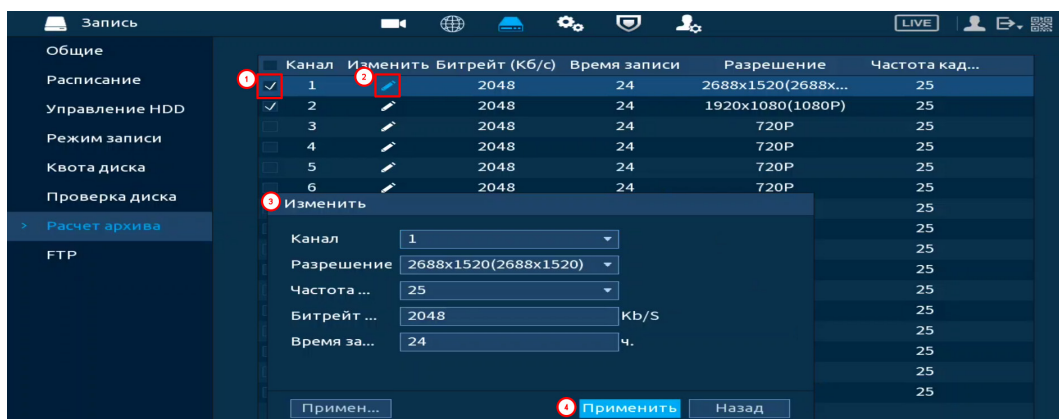 Запись LIVE
Общие
Расписание
Управление HDD
Режим записи
Квота диска
Проверка диска
Расчет архива
FTP
Канал Изменить Битрейт (Кб/с) Время записи Разрешение Частота кад...
1 2
1 2048 24 2688x1520(2688x... 25
2 2048 24 1920x1080(1080P) 25
3 2048 24 720P 25
4 2048 24 720P 25
5 2048 24 720P 25
6 2048 24 720P 25
25
25
25
25
25
25
25
25
25
25
3 Изменить
Канал 1
Разрешение 2688x1520(2688x1520)
Частота ... 25
Битрейт ... 2048 Kb/S
Время за... 24 ч.
Примен... 4 Применить Назад